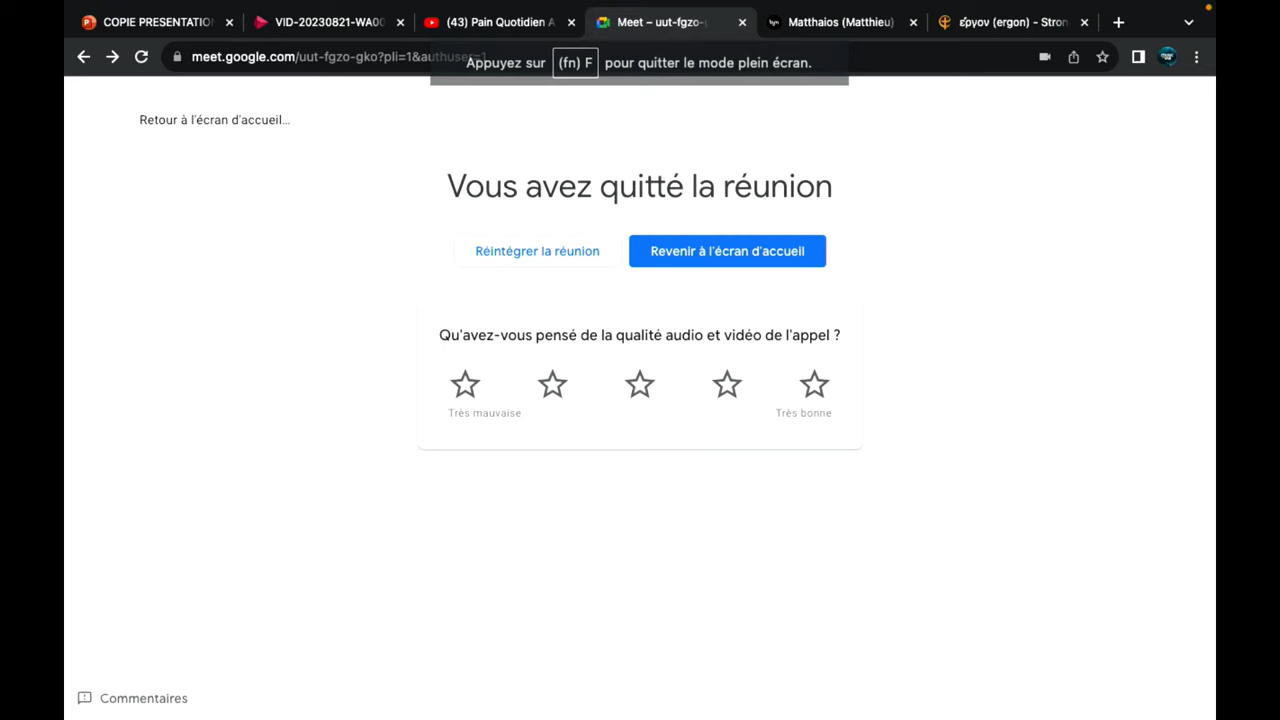 COPIE PRESENTATION
VID-20230821-WA00
(43) Pain Quotidien A
Meet – uut-fgzo-g
Matthaios (Matthieu)
ἔργον (ergon) - Stron
meet.google.com/uut-fgzo-gko?pli=1&authuser=1
Appuyez sur (fn) F pour quitter le mode plein écran.
Retour à l'écran d'accueil...
Vous avez quitté la réunion
Réintégrer la réunion
Revenir à l'écran d'accueil
Qu'avez-vous pensé de la qualité audio et vidéo de l'appel ?
Très mauvaise
Très bonne
Commentaires